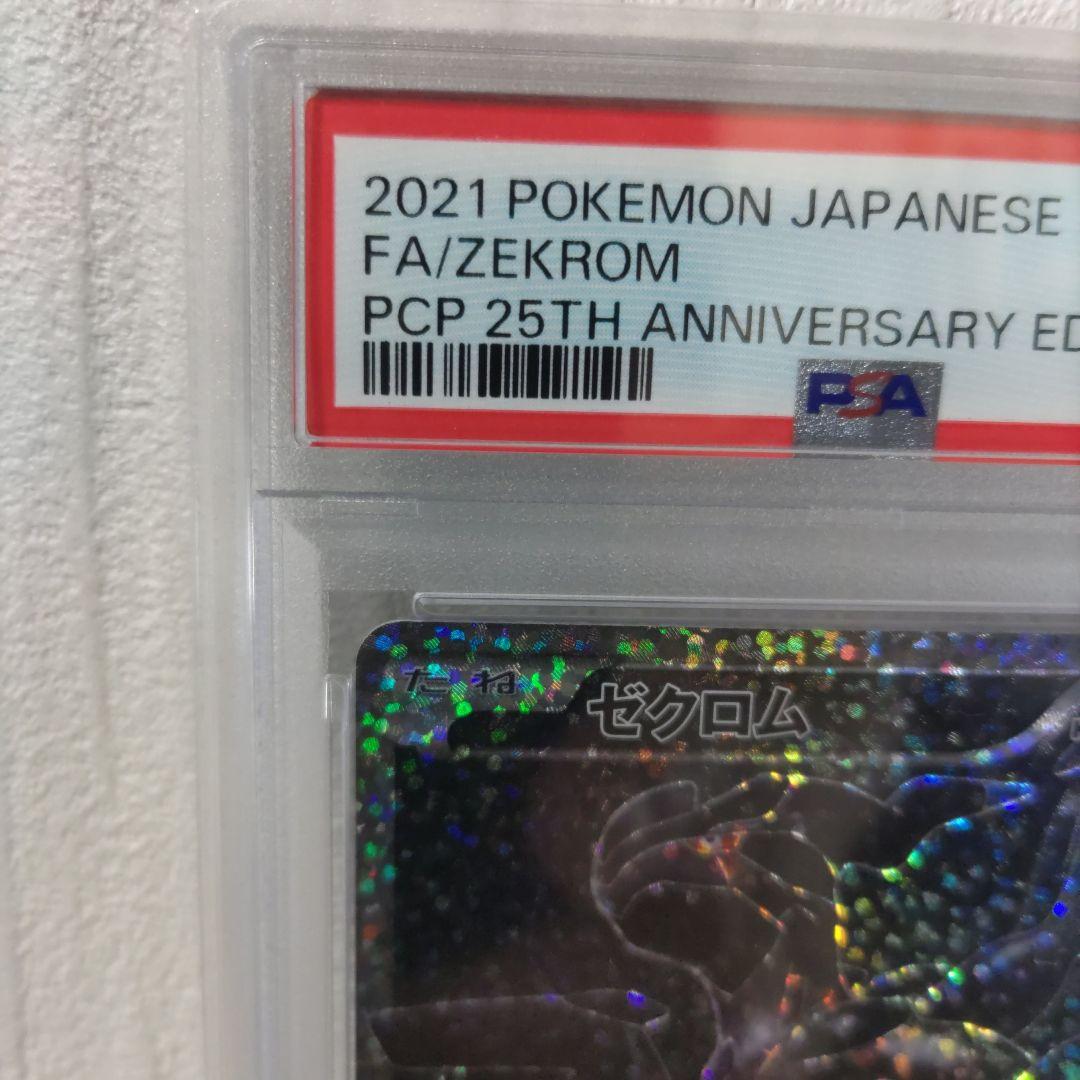 2021 POKEMON JAPANESE
FA/ZEKROM
PCP 25TH ANNIVERSARY ED
PSA
たね ゼクロム